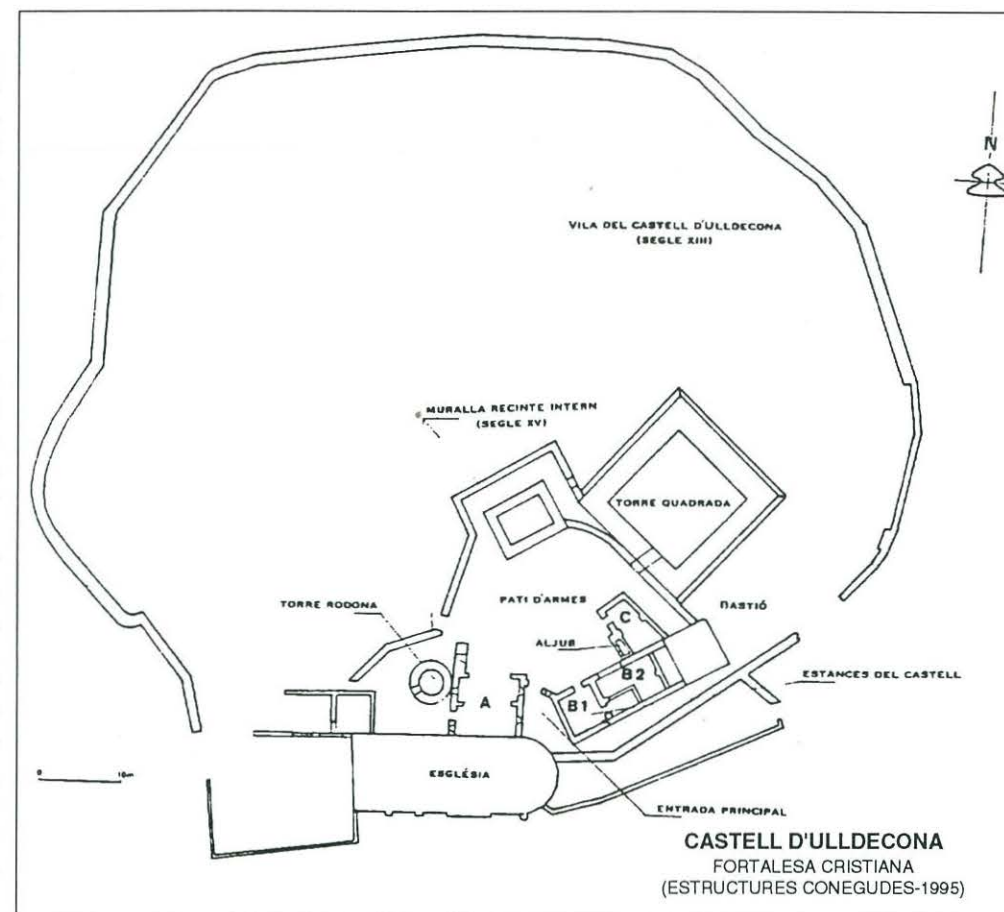 N
VILA DEL CASTELL D'ULLDECONA
(SEGLE XIII)
MURALLA RECINTE INTERN
(SEGLE XV)
TORRE QUADRADA
TORRE RODONA
PATI D'ARMES
BASTIÓ
C
ALJUB
B2
ESTANCES DEL CASTELL
A
B1
0 10m
ESGLÉSIA
ENTRADA PRINCIPAL
CASTELL D'ULLDECONA
FORTALESA CRISTIANA
(ESTRUCTURES CONEGUDES-1995)